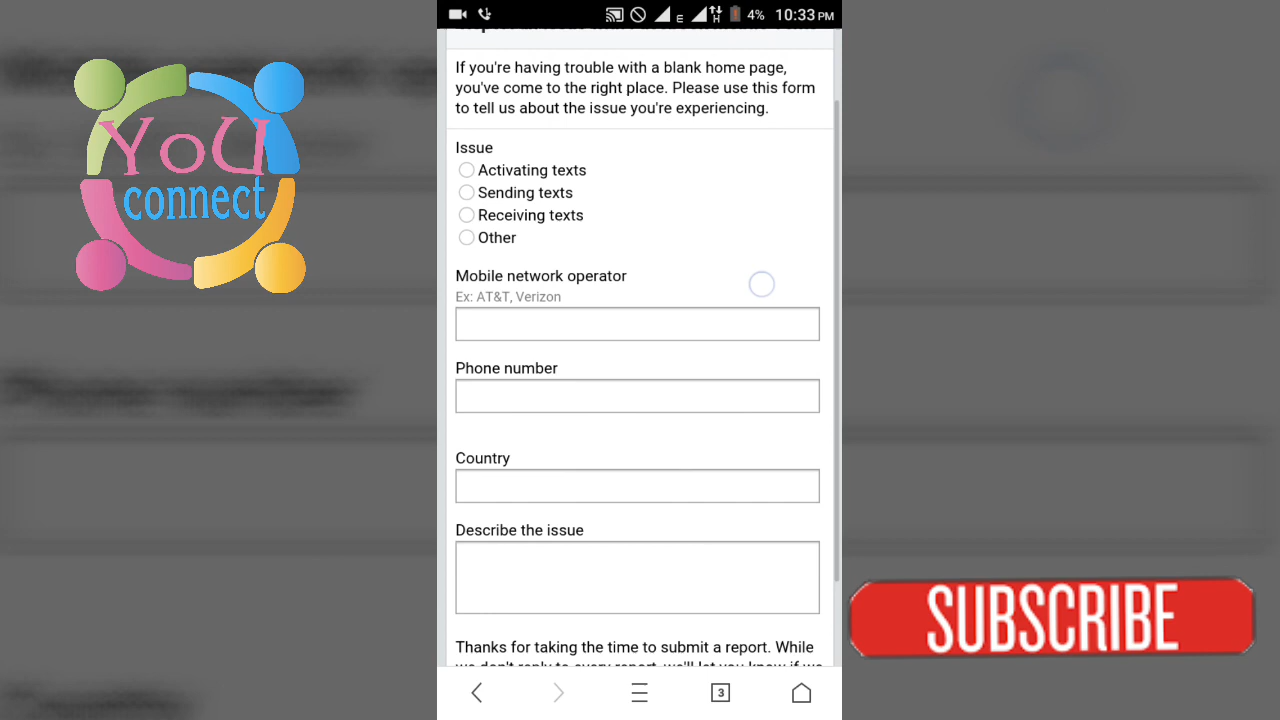 4% 10:33 PM
If you're having trouble with a blank home page,
you've come to the right place. Please use this form
to tell us about the issue you're experiencing.
Issue
Activating texts
Sending texts
Receiving texts
Other
Mobile network operator
Ex: AT&T, Verizon
Phone number
Country
Describe the issue
Thanks for taking the time to submit a report. While
3
YoU
connect
SUBSCRIBE